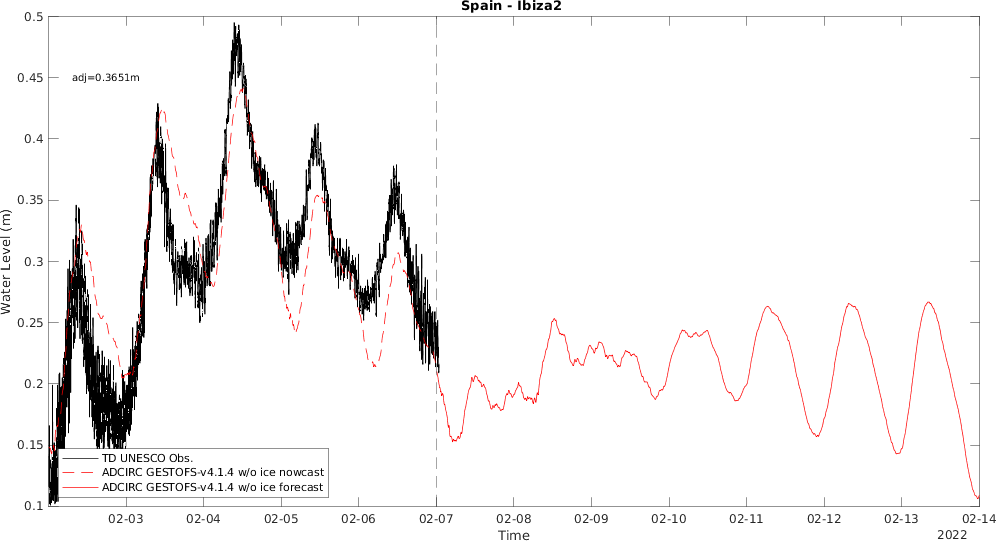 Spain - Ibiza2
0.5
0.45
0.4
0.35
0.3
0.25
0.2
0.15
0.1
Water Level (m)
adj=0.3651m
TD UNESCO Obs.
ADCIRC GESTOFS-v4.1.4 w/o ice nowcast
ADCIRC GESTOFS-v4.1.4 w/o ice forecast
02-03 02-04 02-05 02-06 02-07 02-08 02-09 02-10 02-11 02-12 02-13 02-14
Time
2022